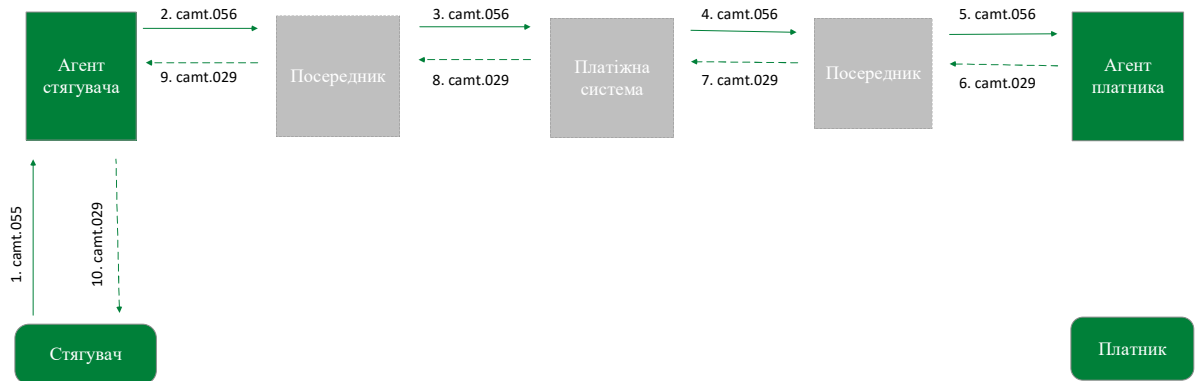 2. camt.056
3. camt.056
4. camt.056
5. camt.056
Агент
стягувача
9. camt.029
Посередник
8. camt.029
Платіжна
система
7. camt.029
Посередник
6. camt.029
Агент
платника
1. camt.055
10. camt.029
Стягувач
Платник